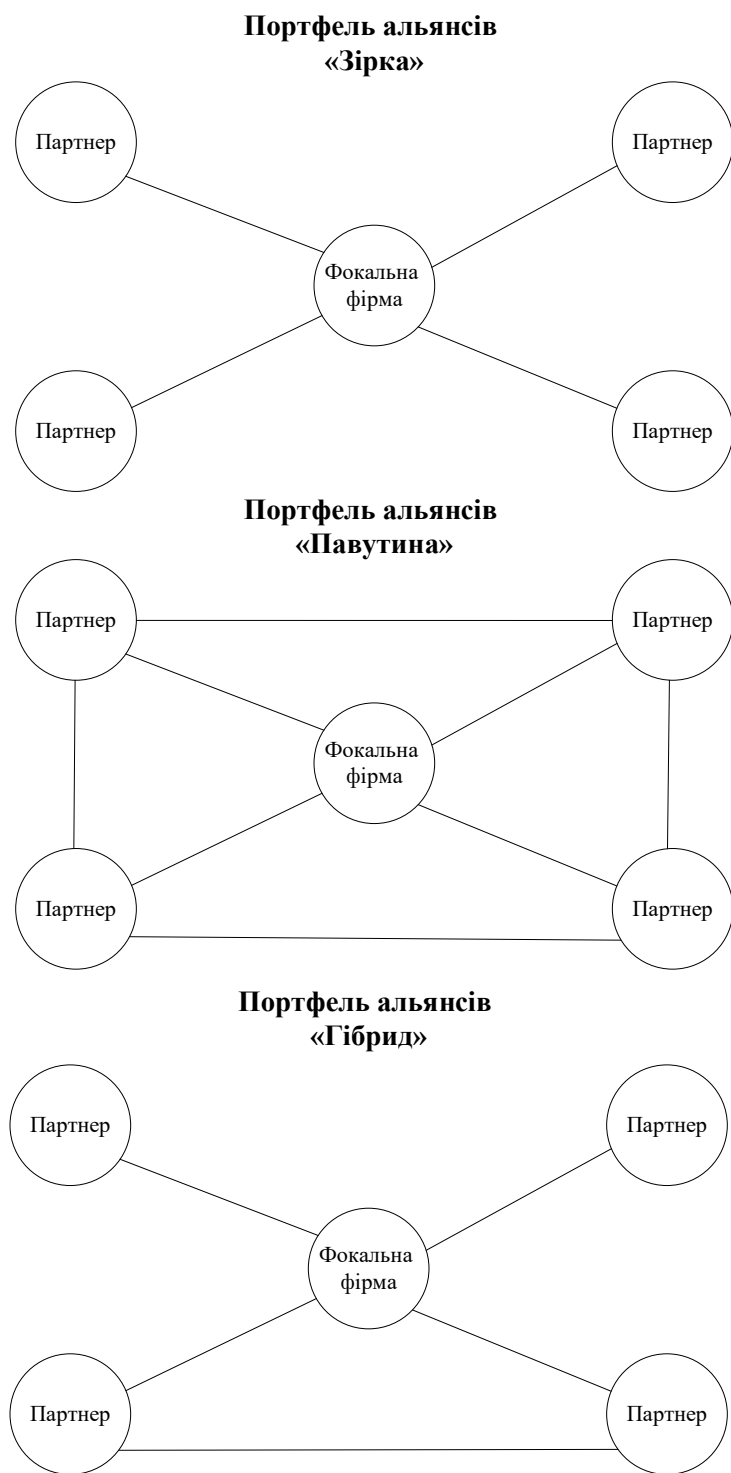 Портфель альянсів
«Зірка»
Партнер
Партнер
Фокальна
фірма
Партнер
Партнер
Портфель альянсів
«Павутина»
Партнер
Партнер
Фокальна
фірма
Партнер
Партнер
Портфель альянсів
«Гібрид»
Партнер
Партнер
Фокальна
фірма
Партнер
Партнер